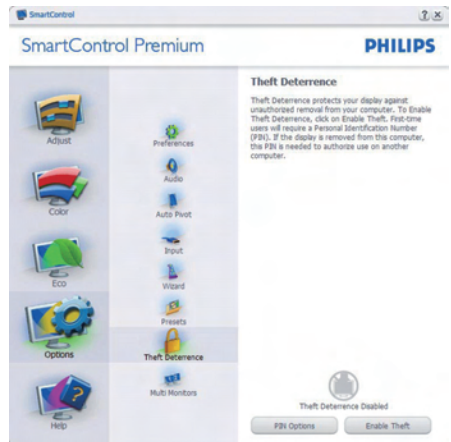 SmartControl
SmartControl Premium
PHILIPS
Adjust
Color
Eco
Options
Help
Preferences
Audio
Auto Pivot
Input
Wizard
Presets
Theft Deterrence
Multi Monitors
Theft Deterrence
Theft Deterrence protects your display against
unauthorized removal from your computer. To Enable
Theft Deterrence, click on Enable Theft. First-time
users will require a Personal Identification Number
(PIN). If the display is removed from this computer,
this PIN is needed to authorize use on another
computer.
Theft Deterrence Disabled
PIN Options
Enable Theft